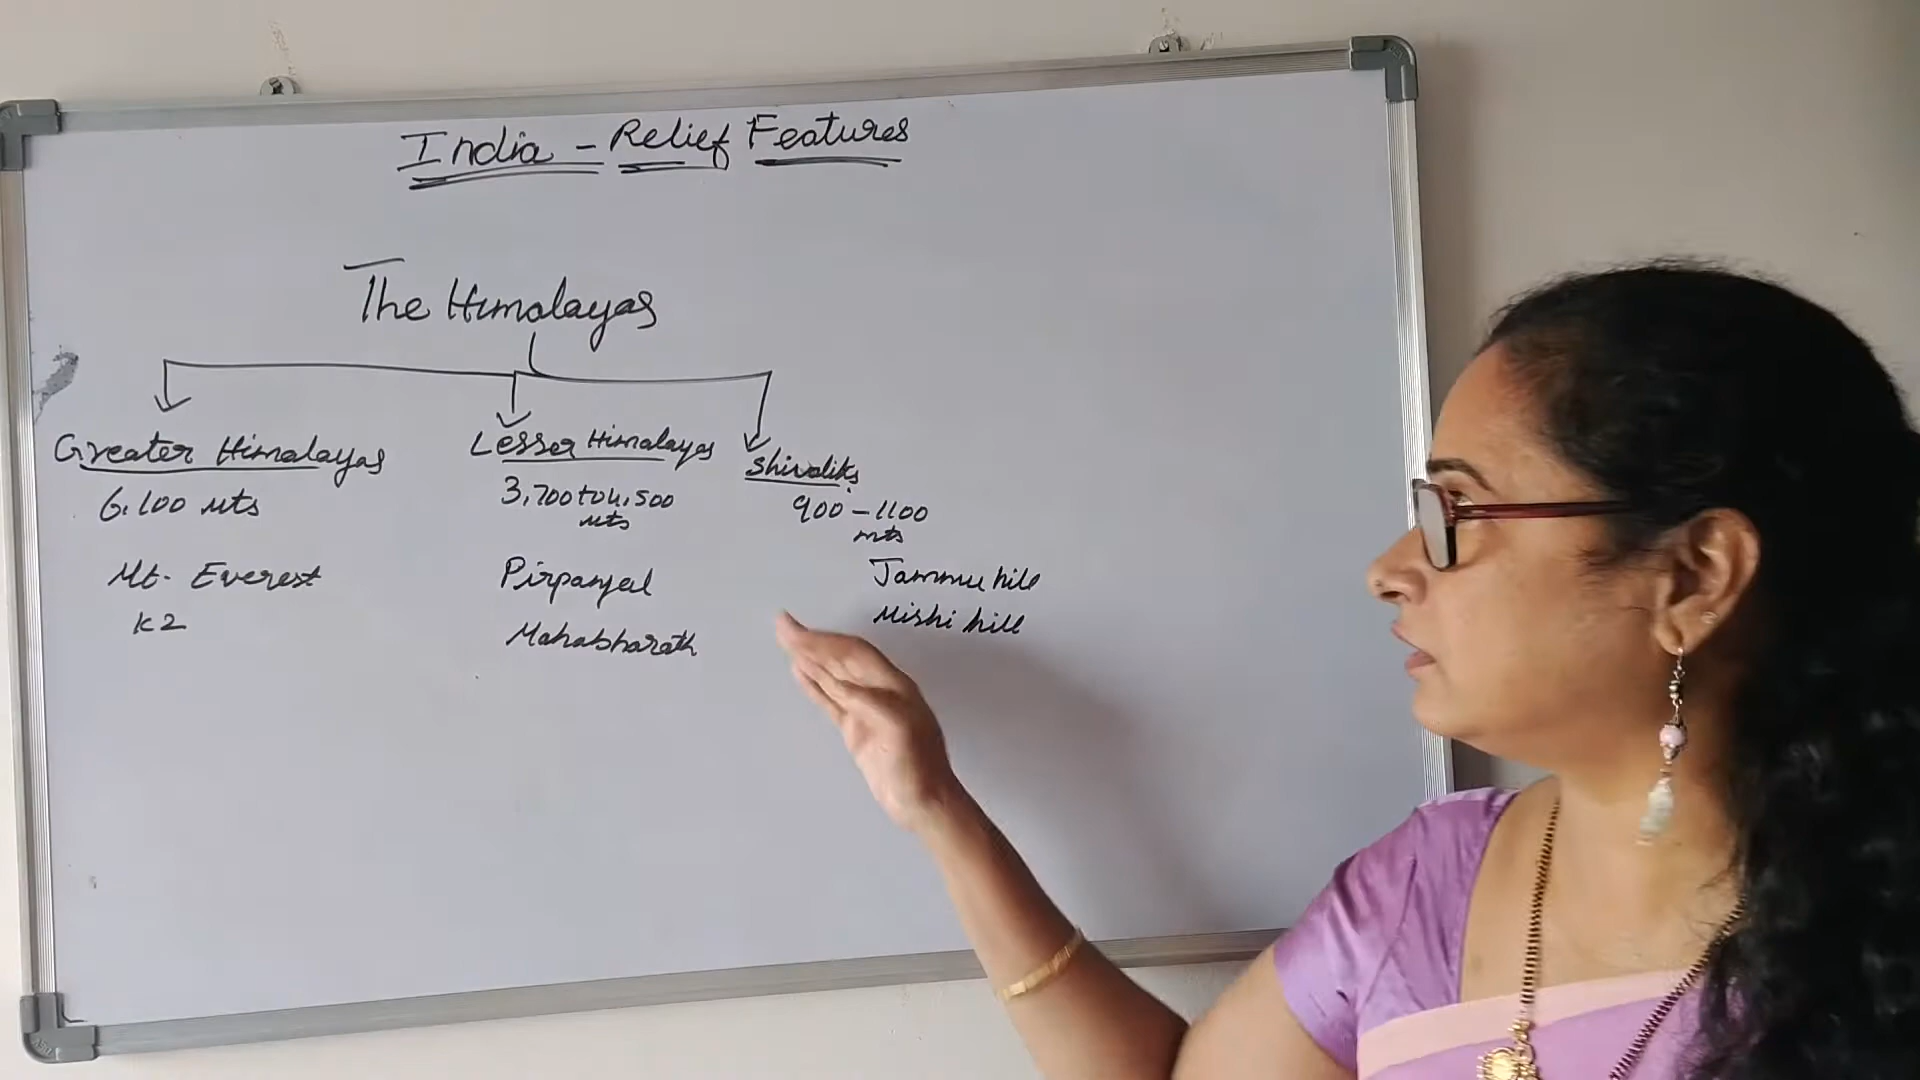 India - Relief Features
The Himalayas
Greater Himalayas
6,100 mts
Mt. Everest
K2
Lesser Himalayas
3,700 to 4,500
mts
Pirpanjal
Mahabharath
Shivaliks
900 - 1100
mts
Jammu hill
Mishi hill